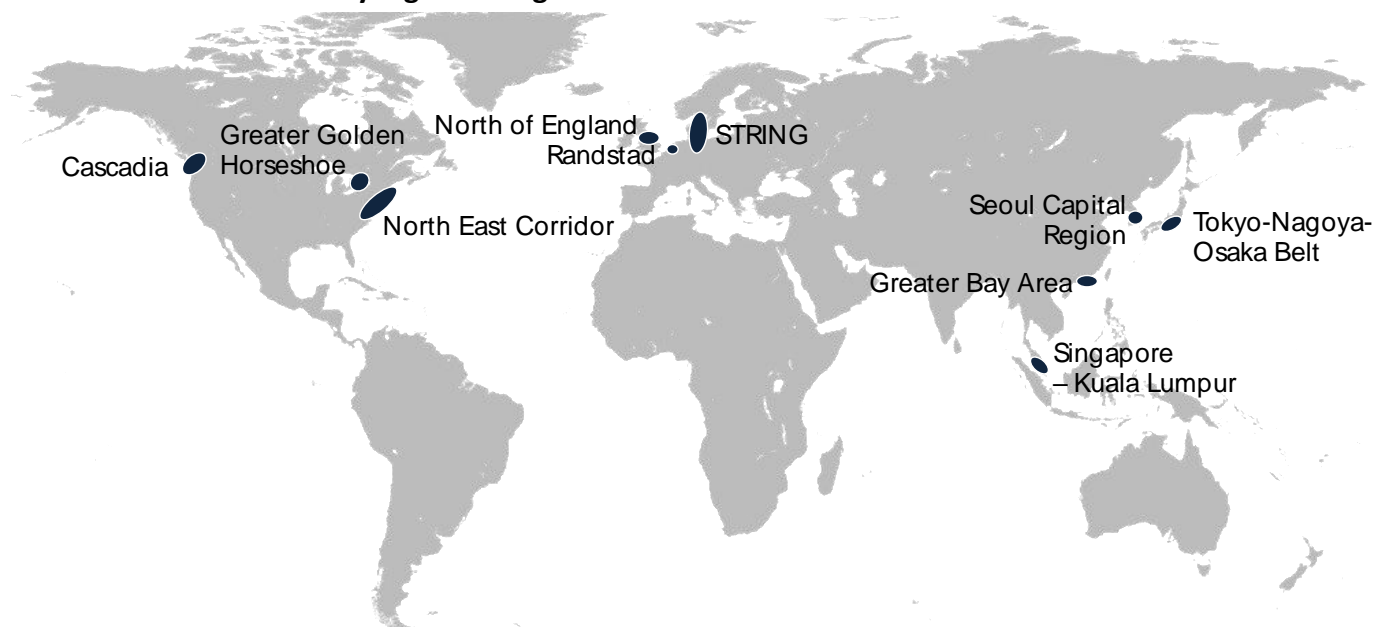 North of England
STRING
Randstad
Greater Golden
Horseshoe
Cascadia
North East Corridor
Seoul Capital
Region
Tokyo-Nagoya-
Osaka Belt
Greater Bay Area
Singapore
– Kuala Lumpur